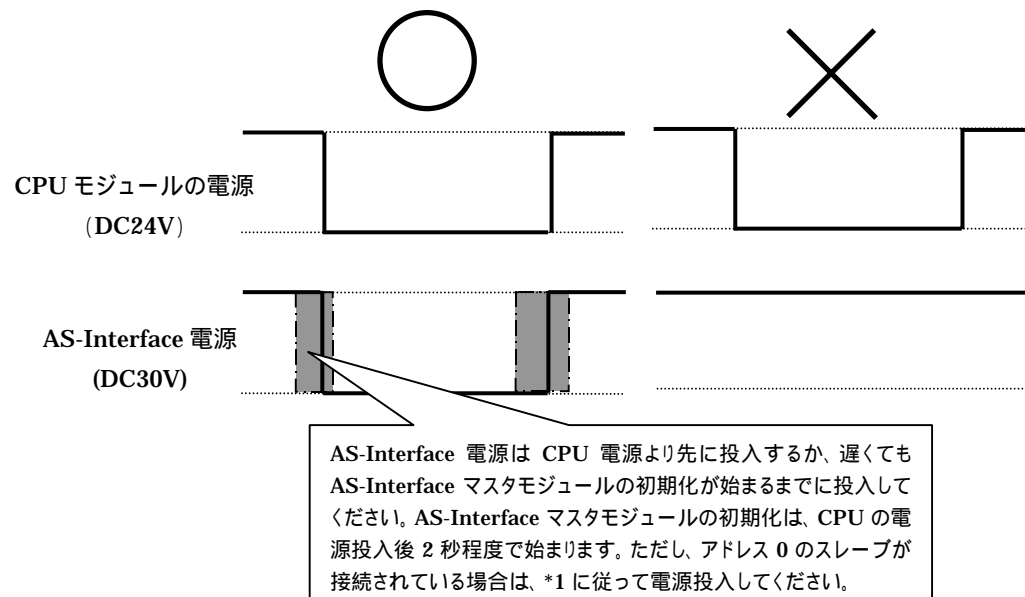 CPU モジュールの電源
(DC24V)
AS-Interface 電源
(DC30V)
AS-Interface 電源は CPU 電源より先に投入するか、遅くても
AS-Interface マスタモジュールの初期化が始まるまでに投入して
ください。AS-Interface マスタモジュールの初期化は、CPU の電
源投入後 2 秒程度で始まります。ただし、アドレス 0 のスレーブが
接続されている場合は、*1 に従って電源投入してください。